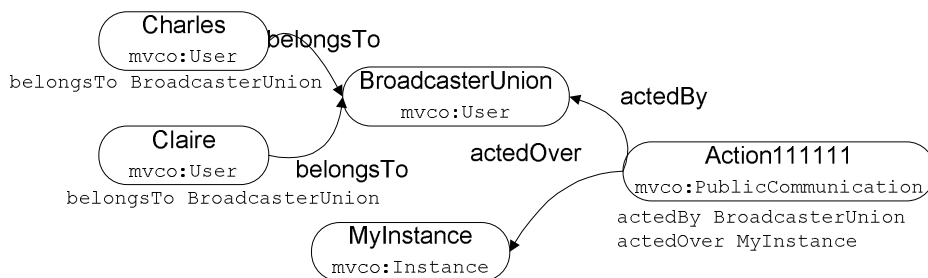 Charles
mvco:User
belongsTo BroadcasterUnion
belongsTo
BroadcasterUnion
mvco:User
actedBy
Claire
mvco:User
belongsTo BroadcasterUnion
belongsTo
actedOver
Action111111
mvco:PublicCommunication
actedBy BroadcasterUnion
actedOver MyInstance
MyInstance
mvco:Instance